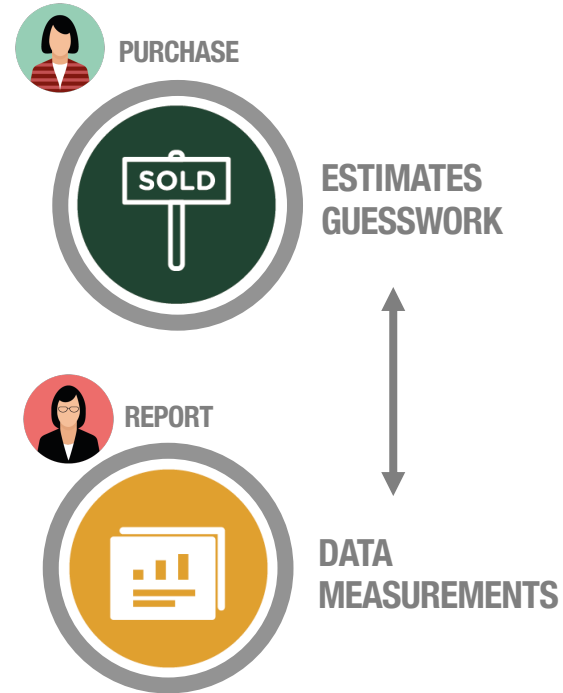 PURCHASE
SOLD
ESTIMATES
GUESSWORK
REPORT
DATA
MEASUREMENTS